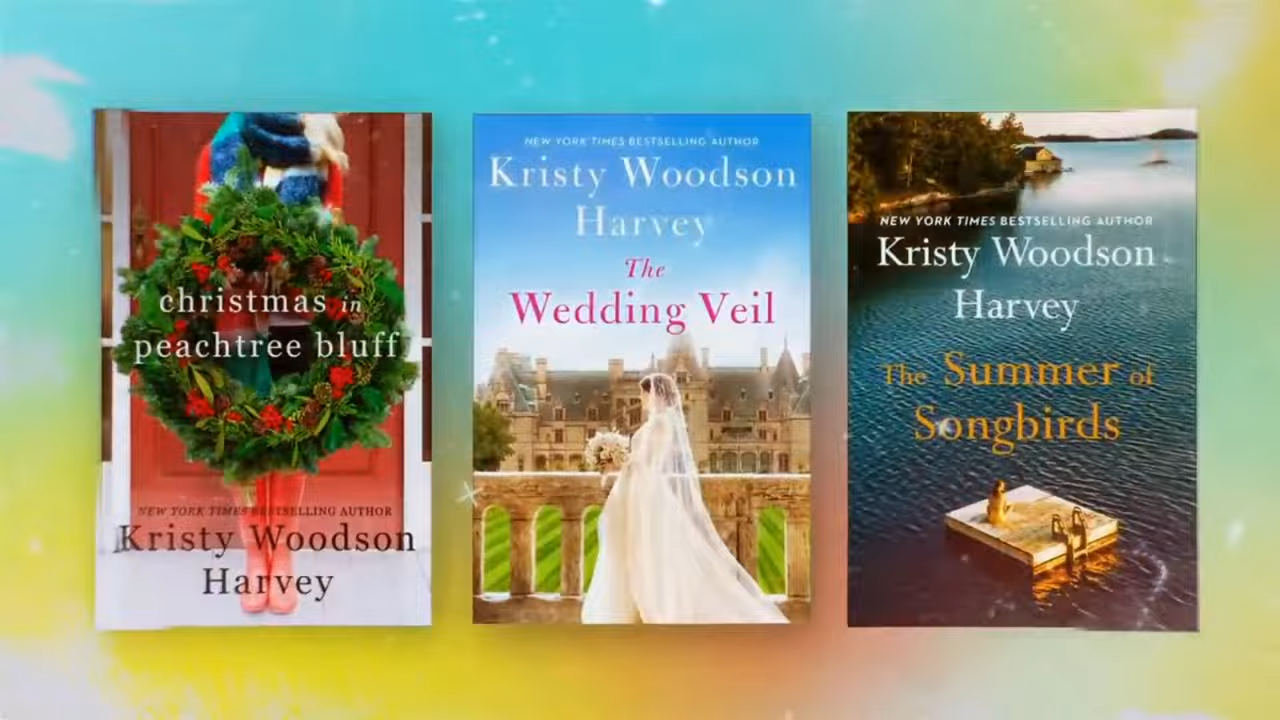 christmas in
peachtree bluff
NEW YORK TIMES BESTSELLING AUTHOR
Kristy Woodson
Harvey
NEW YORK TIMES BESTSELLING AUTHOR
Kristy Woodson
Harvey
The
Wedding Veil
NEW YORK TIMES BESTSELLING AUTHOR
Kristy Woodson
Harvey
The Summer of
Songbirds